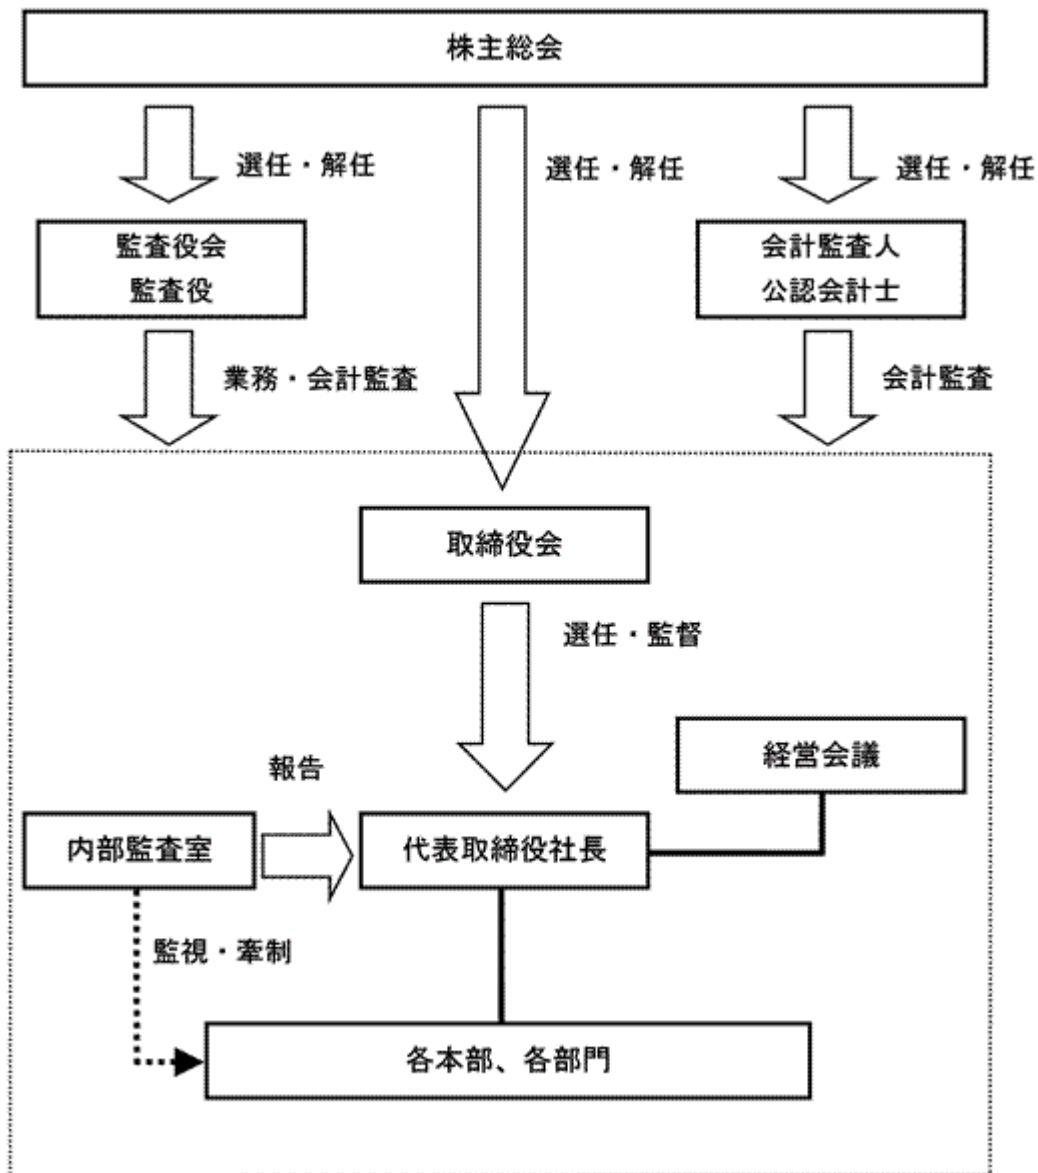 株主総会
選任・解任
選任・解任
選任・解任
監査役会
監査役
会計監査人
公認会計士
業務・会計監査
会計監査
取締役会
選任・監督
経営会議
報告
内部監査室
代表取締役社長
監視・牽制
各本部、各部門